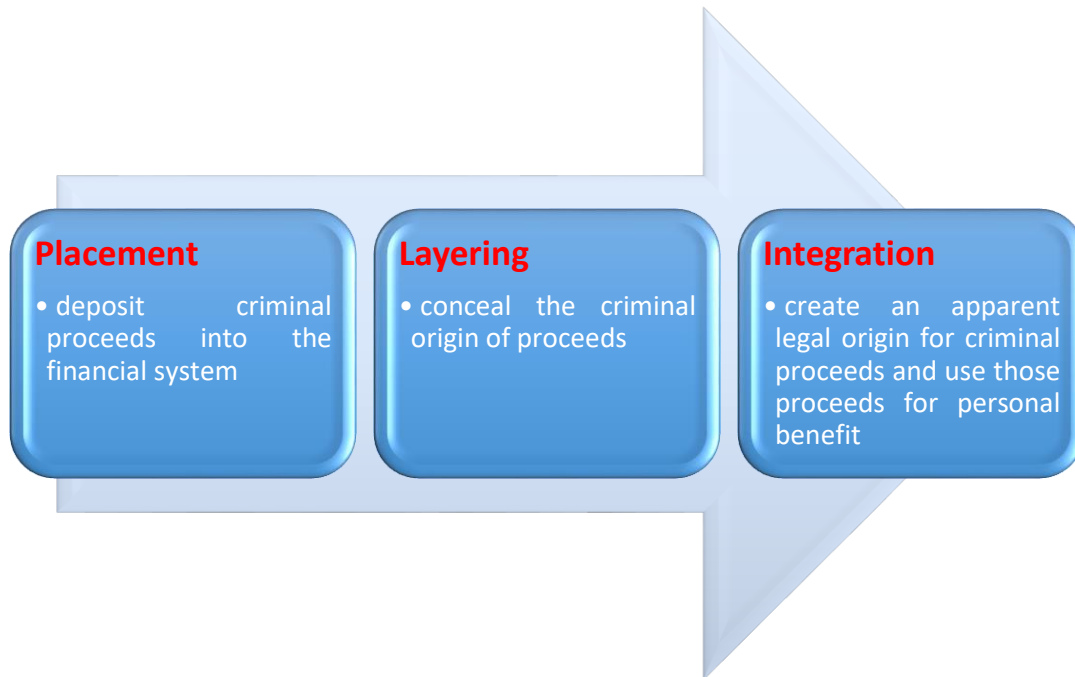 Placement
• deposit criminal
proceeds into the
financial system
Layering
• conceal the criminal
origin of proceeds
Integration
• create an apparent
legal origin for criminal
proceeds and use those
proceeds for personal
benefit